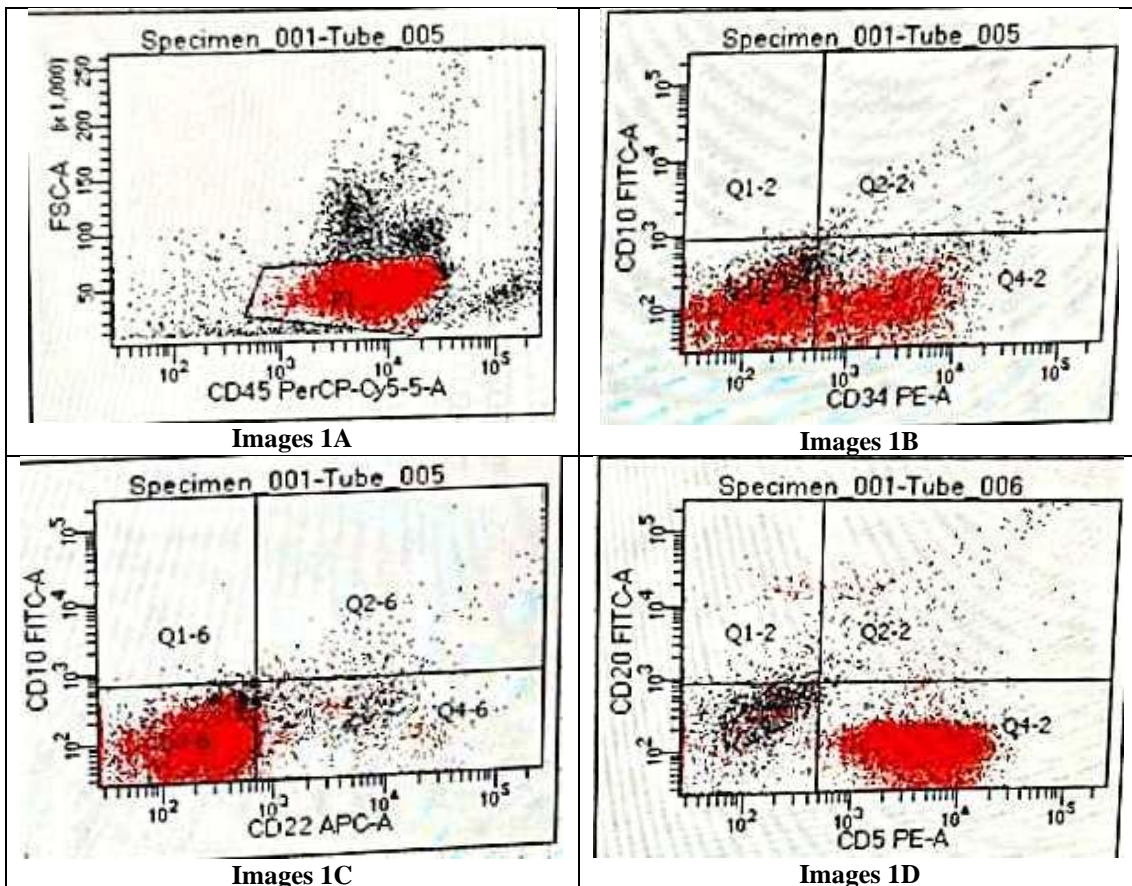 Specimen_001-Tube_005
FSC-A (x 1,000)
50 100 150 200 250
P1
10² 10³ 10⁴ 10⁵
CD45 PerCP-Cy5-5-A
Images 1A
Specimen_001-Tube_005
CD10 FITC-A
10² 10³ 10⁴ 10⁵
Q1-2
Q2-2
Q4-2
10² 10³ 10⁴ 10⁵
CD34 PE-A
Images 1B
Specimen_001-Tube_005
CD10 FITC-A
10² 10³ 10⁴ 10⁵
Q1-6
Q2-6
Q4-6
10² 10³ 10⁴ 10⁵
CD22 APC-A
Images 1C
Specimen_001-Tube_006
CD20 FITC-A
10² 10³ 10⁴ 10⁵
Q1-2
Q2-2
Q4-2
10² 10³ 10⁴ 10⁵
CD5 PE-A
Images 1D